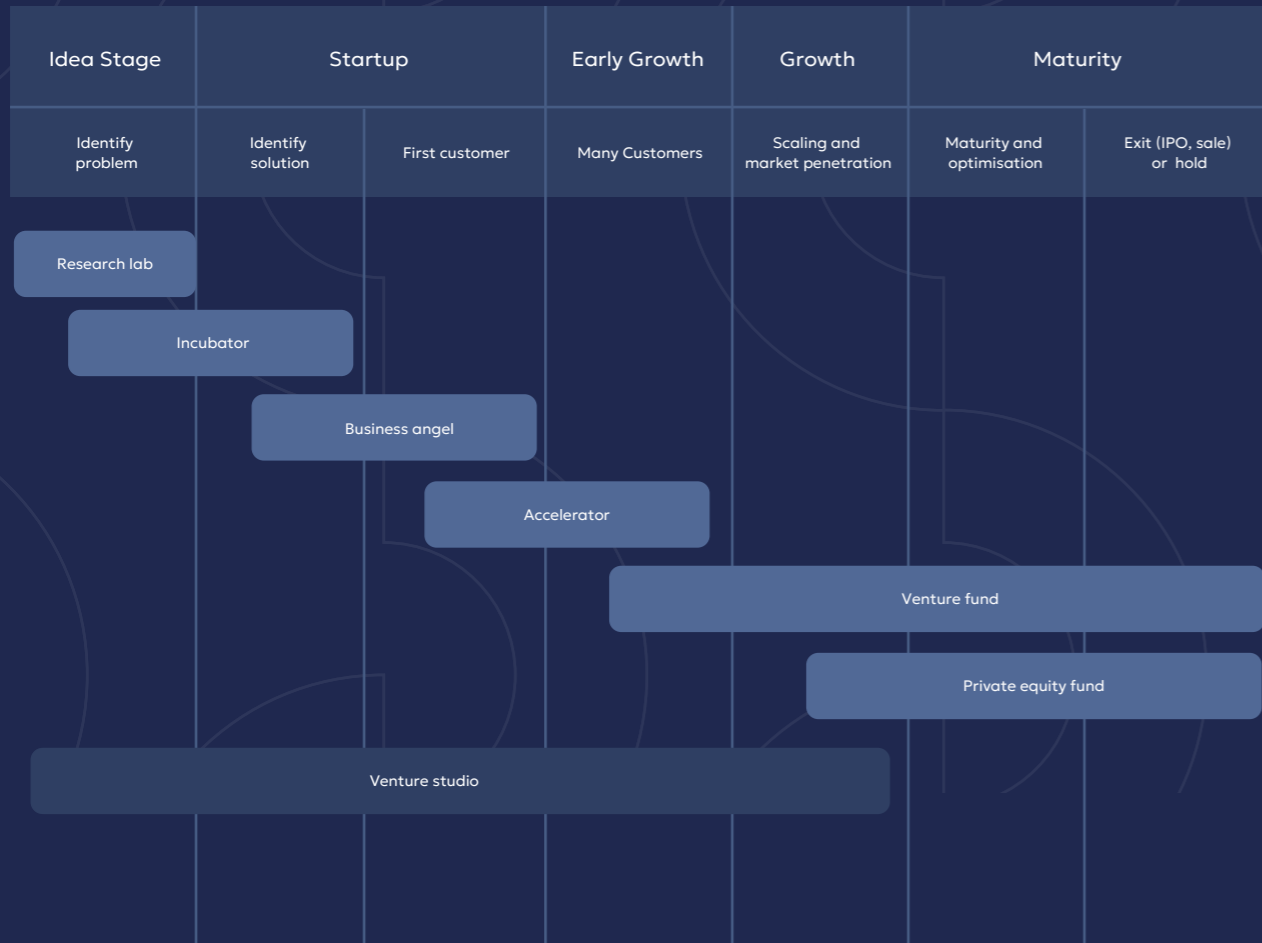 Idea Stage
Startup
Early Growth
Growth
Maturity
Identify
problem
Identify
solution
First customer
Many Customers
Scaling and
market penetration
Maturity and
optimisation
Exit (IPO, sale)
or hold
Research lab
Incubator
Business angel
Accelerator
Venture fund
Private equity fund
Venture studio